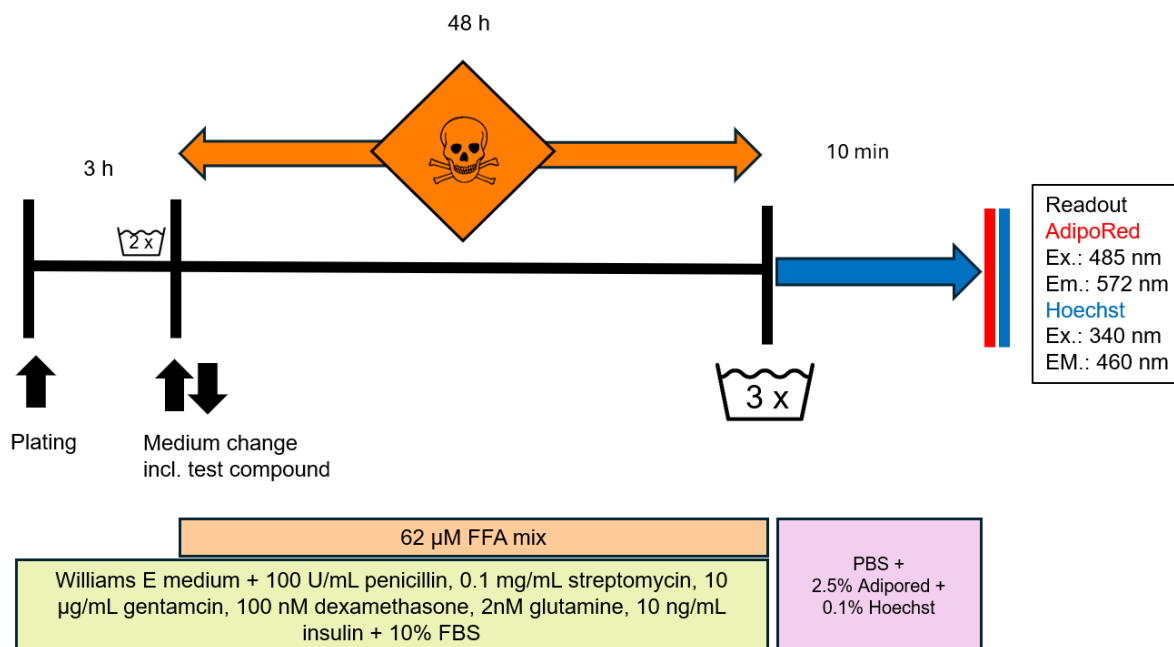 48 h
3 h
10 min
2 x
Readout
AdipoRed
Ex.: 485 nm
Em.: 572 nm
Hoechst
Ex.: 340 nm
EM.: 460 nm
3 x
Plating
Medium change
incl. test compound
62 µM FFA mix
Williams E medium + 100 U/mL penicillin, 0.1 mg/mL streptomycin, 10
µg/mL gentamcin, 100 nM dexamethasone, 2nM glutamine, 10 ng/mL
insulin + 10% FBS
PBS +
2.5% Adipored +
0.1% Hoechst